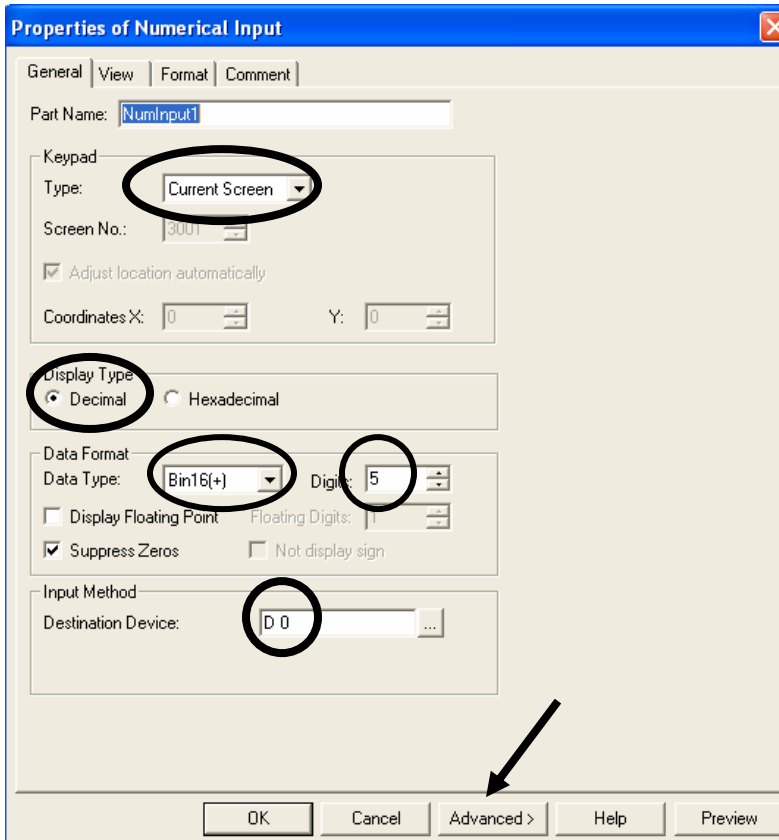 Properties of Numerical Input
General View Format Comment
Part Name: NumInput1
Keypad
Type: Current Screen
Screen No.: 3001
Adjust location automatically
Coordinates X: 0 Y: 0
Display Type
Decimal Hexadecimal
Data Format
Data Type: Bin16(+) Digits: 5
Display Floating Point Floating Digits: 1
Suppress Zeros Not display sign
Input Method
Destination Device: D 0 ...
OK Cancel Advanced > Help Preview